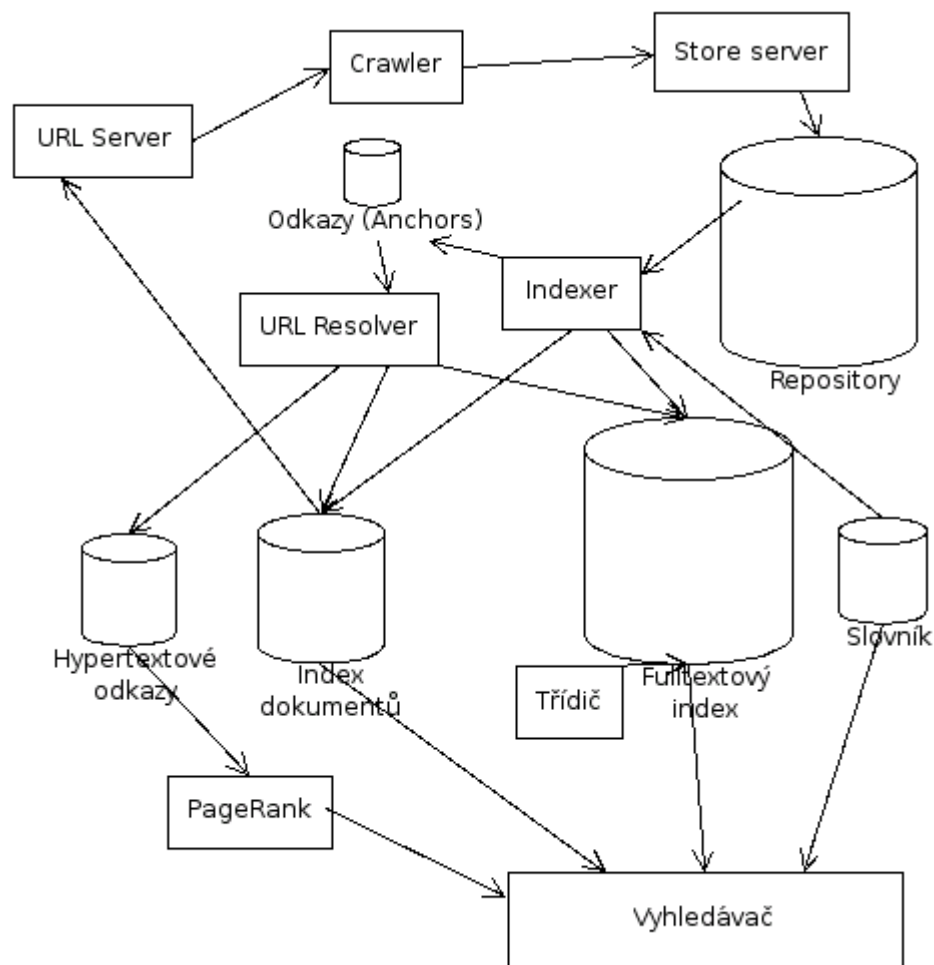 Crawler
Store server
URL Server
Odkazy (Anchors)
Indexer
URL Resolver
Repository
Hypertextové
odkazy
Index
dokumentů
Třídič
Fulltextový
index
Slovník
PageRank
Vyhledávač